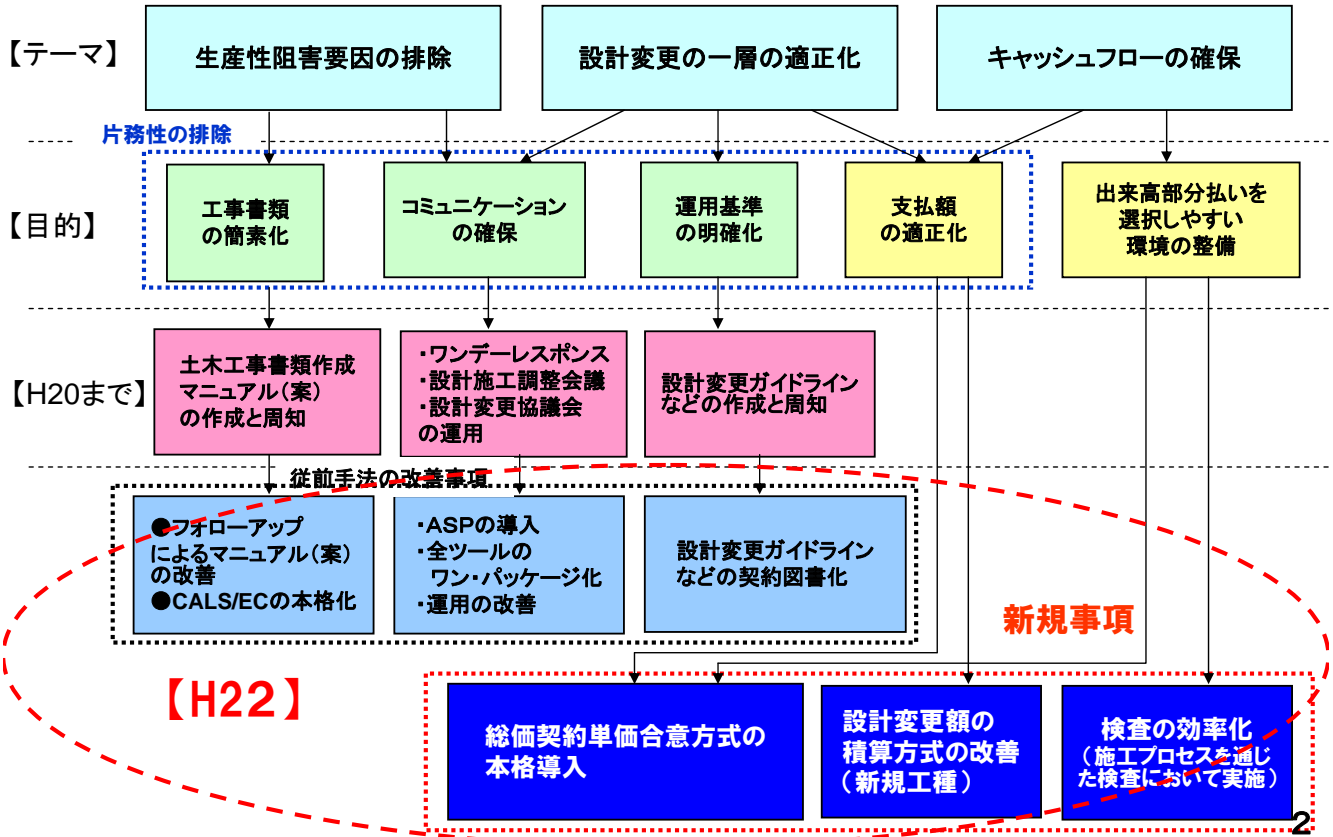 【テーマ】
生産性阻害要因の排除
設計変更の一層の適正化
キャッシュフローの確保
片務性の排除
【目的】
工事書類
の簡素化
コミュニケーション
の確保
運用基準
の明確化
支払額
の適正化
出来高部分払いを
選択しやすい
環境の整備
【H20まで】
土木工事書類作成
マニュアル(案)
の作成と周知
・ワンデーレスポンス
・設計施工調整会議
・設計変更協議会
の運用
設計変更ガイドライン
などの作成と周知
従前手法の改善事項
●フォローアップ
によるマニュアル(案)
の改善
●CALS/ECの本格化
・ASPの導入
・全ツールの
ワン・パッケージ化
・運用の改善
設計変更ガイドライン
などの契約図書化
新規事項
【H22】
総価契約単価合意方式の
本格導入
設計変更額の
積算方式の改善
(新規工種)
検査の効率化
(施工プロセスを通じ
た検査において実施)
2